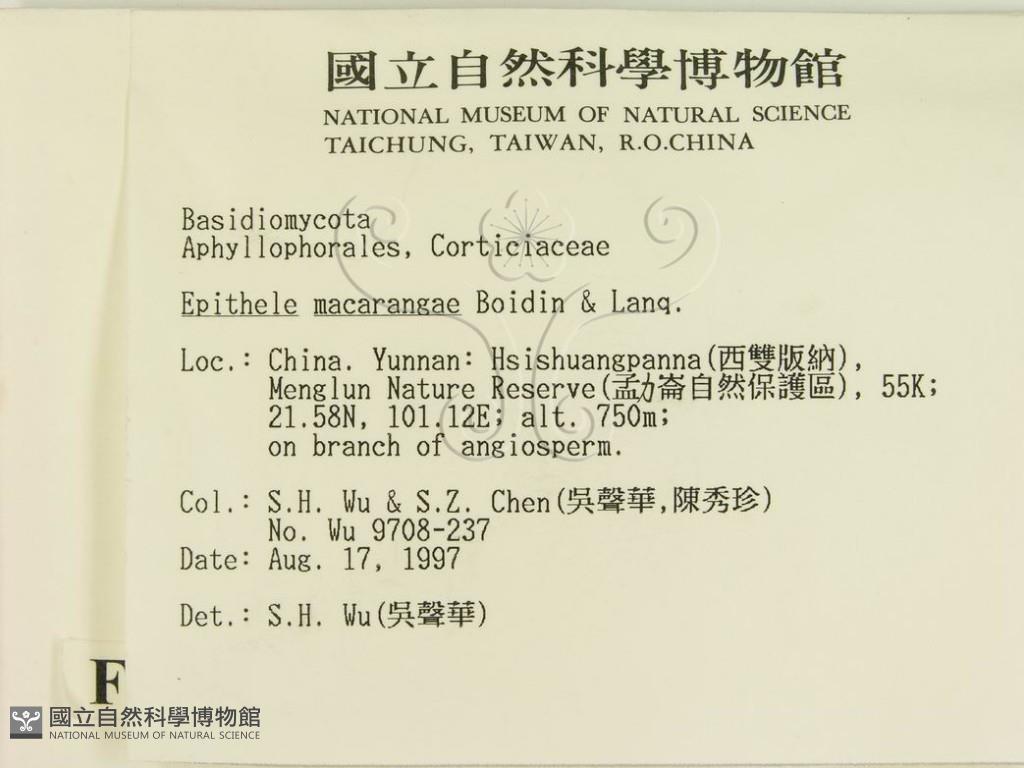 國立自然科學博物館
NATIONAL MUSEUM OF NATURAL SCIENCE
TAICHUNG, TAIWAN, R.O.CHINA
Basidiomycota
Aphyllophorales, Corticiaceae
Epithele macarangae Boidin & Lanq.
Loc.: China. Yunnan: Hsishuangpanna(西雙版納),
Menglun Nature Reserve(孟力崙自然保護區), 55K;
21.58N, 101.12E; alt. 750m;
on branch of angiosperm.
Col.: S.H. Wu & S.Z. Chen(吳聲華,陳秀珍)
No. Wu 9708-237
Date: Aug. 17, 1997
Det.: S.H. Wu(吳聲華)
F
國立自然科學博物館
NATIONAL MUSEUM OF NATURAL SCIENCE